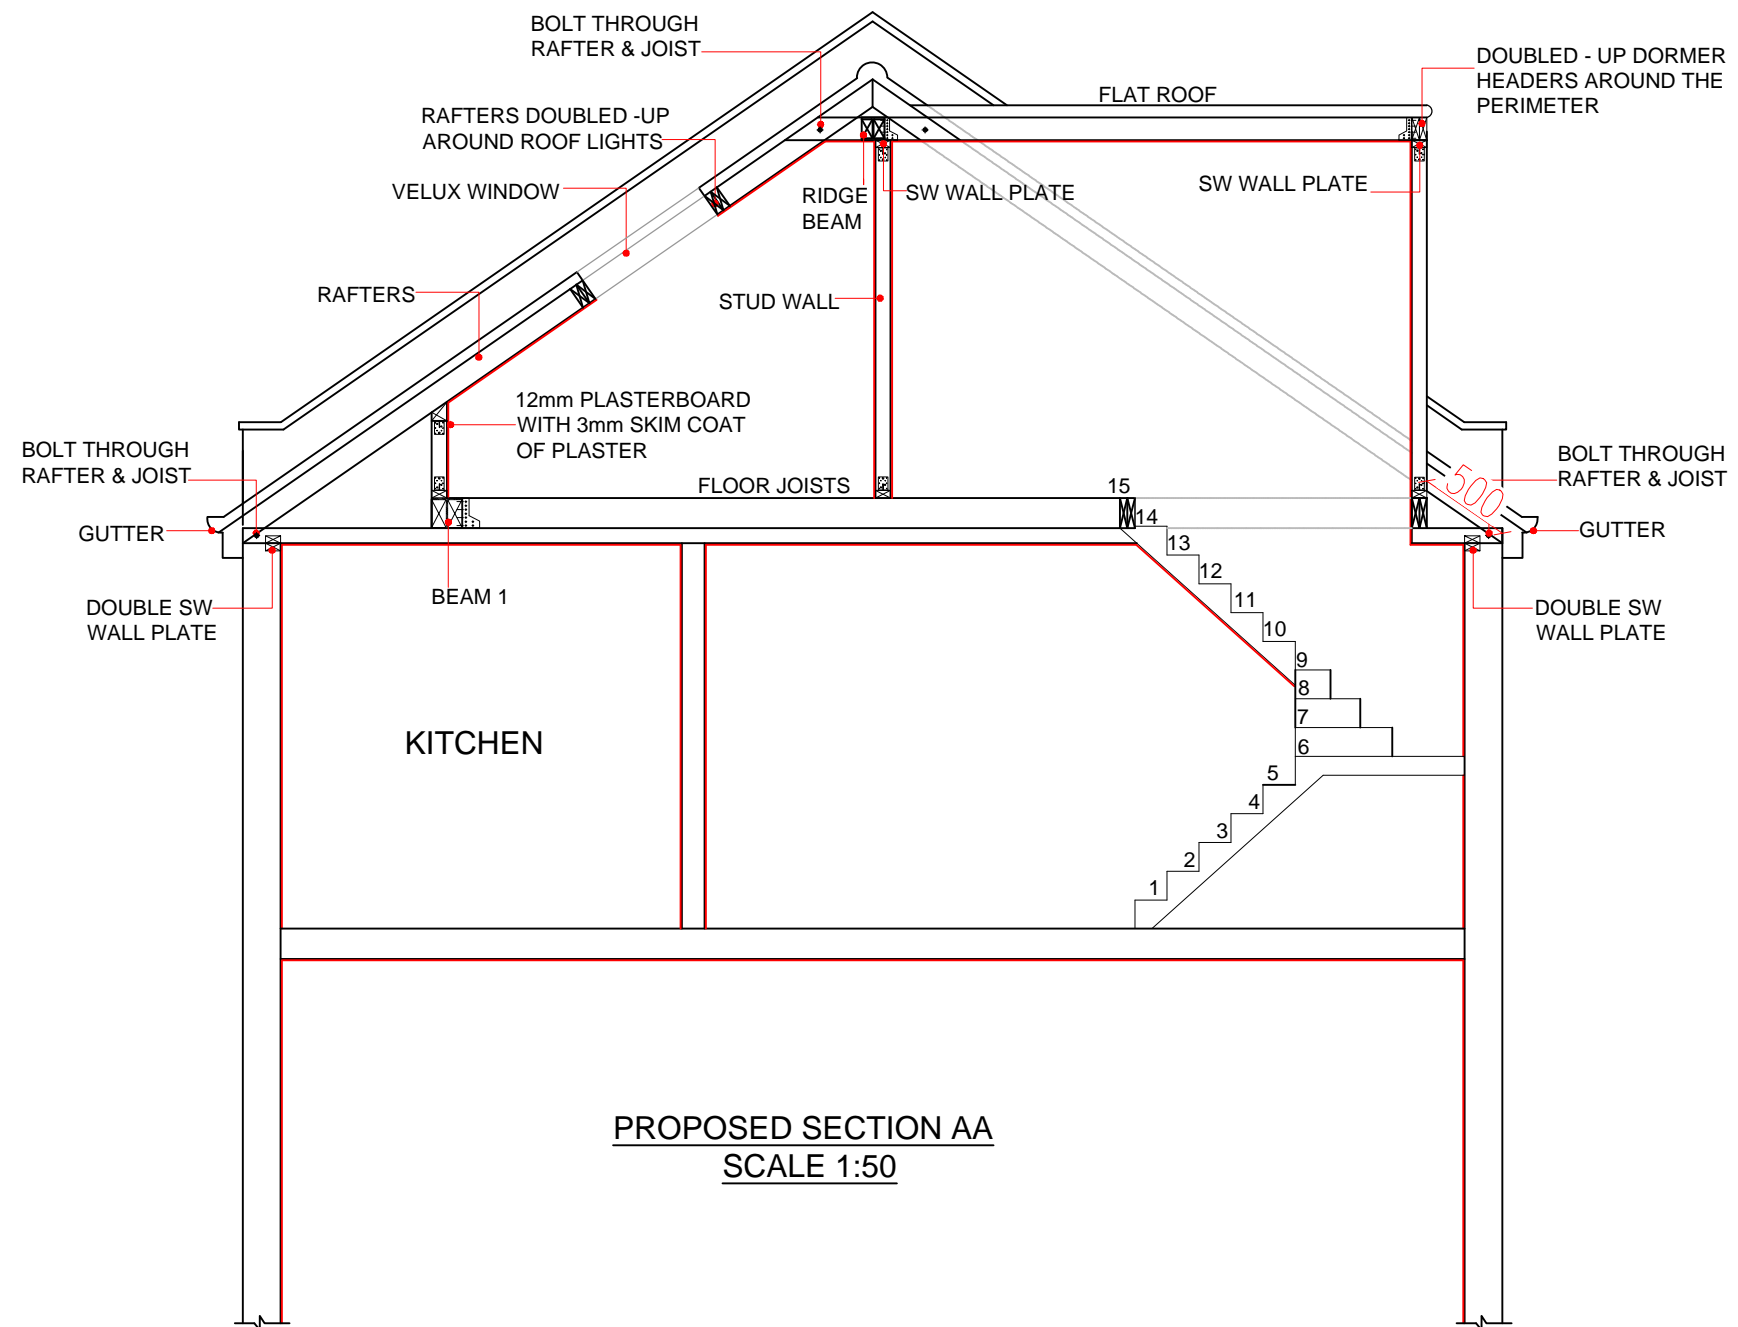 BOLT THROUGH
RAFTER & JOIST
DOUBLED - UP DORMER
HEADERS AROUND THE
PERIMETER
FLAT ROOF
RAFTERS DOUBLED -UP
AROUND ROOF LIGHTS
VELUX WINDOW
RIDGE
BEAM
SW WALL PLATE
SW WALL PLATE
RAFTERS
STUD WALL
12mm PLASTERBOARD
WITH 3mm SKIM COAT
OF PLASTER
BOLT THROUGH
RAFTER & JOIST
FLOOR JOISTS
BOLT THROUGH
RAFTER & JOIST
500
GUTTER
GUTTER
15
14
13
12
11
10
9
8
7
6
5
4
3
2
1
BEAM 1
DOUBLE SW
WALL PLATE
DOUBLE SW
WALL PLATE
KITCHEN
PROPOSED SECTION AA
SCALE 1:50